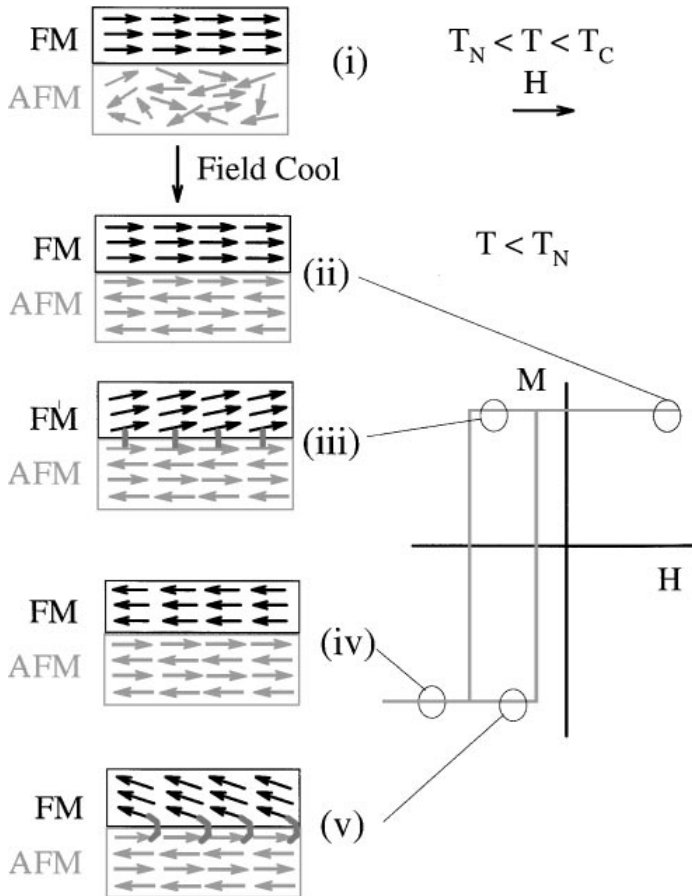 FM
AFM
(i)
T_N < T < T_C
H
Field Cool
FM
AFM
(ii)
T < T_N
FM
AFM
(iii)
M
H
FM
AFM
(iv)
FM
AFM
(v)